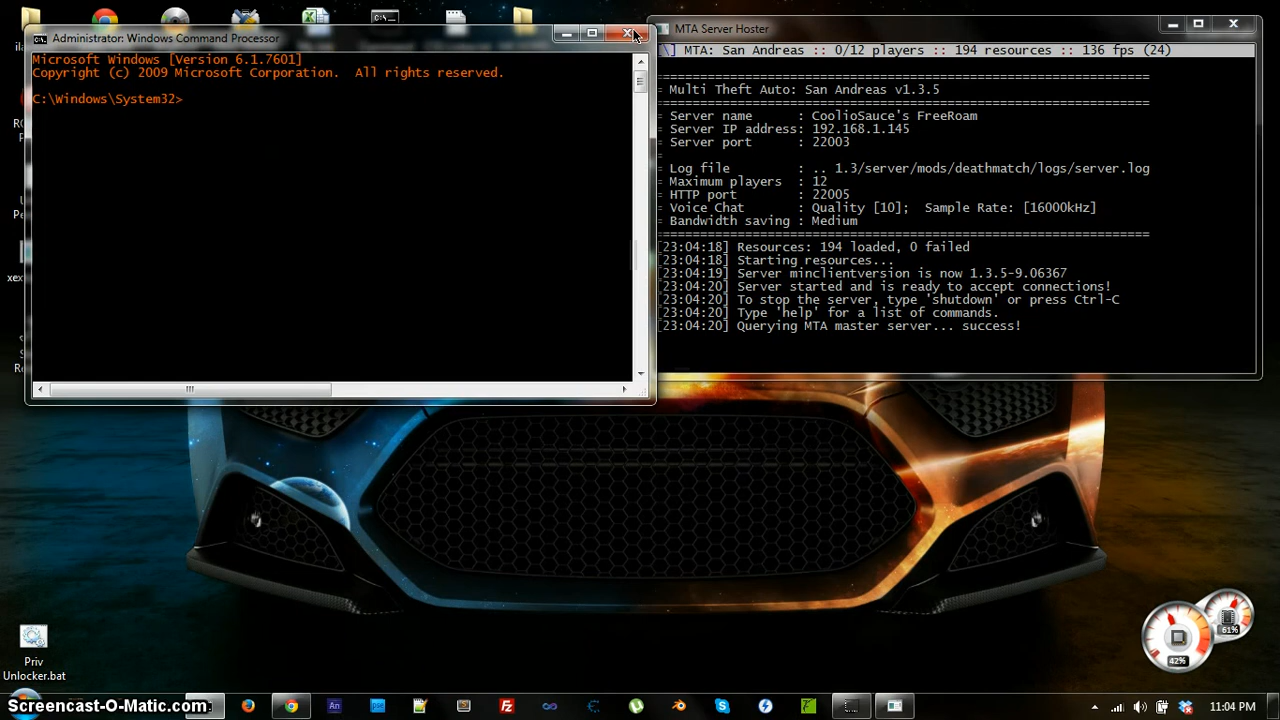 Administrator: Windows Command Processor
Microsoft Windows [Version 6.1.7601]
Copyright (c) 2009 Microsoft Corporation.  All rights reserved.
C:\Windows\System32>
MTA Server Hoster
[\] MTA: San Andreas :: 0/12 players :: 194 resources :: 136 fps (24)
==================================================
= Multi Theft Auto: San Andreas v1.3.5
==================================================
= Server name      : CoolioSauce's FreeRoam
= Server IP address: 192.168.1.145
= Server port      : 22003
=
= Log file         : .. 1.3/server/mods/deathmatch/logs/server.log
= Maximum players  : 12
= HTTP port        : 22005
= Voice Chat       : Quality [10];  Sample Rate: [16000kHz]
= Bandwidth saving : Medium
==================================================
[23:04:18] Resources: 194 loaded, 0 failed
[23:04:18] Starting resources...
[23:04:19] Server minclientversion is now 1.3.5-9.06367
[23:04:20] Server started and is ready to accept connections!
[23:04:20] To stop the server, type 'shutdown' or press Ctrl-C
[23:04:20] Type 'help' for a list of commands.
[23:04:20] Querying MTA master server... success!
Priv
Unlocker.bat
61%
42%
Screencast-O-Matic.com
An
pse
Fz
11:04 PM